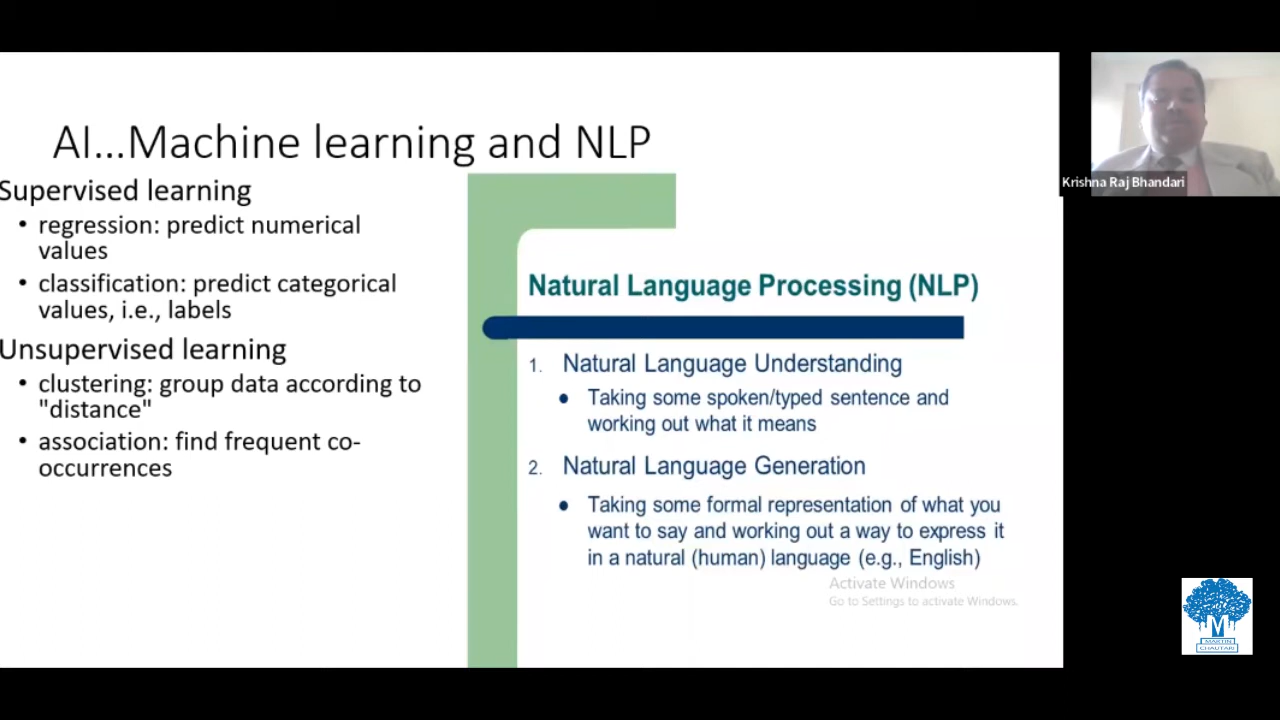 AI...Machine learning and NLP
Supervised learning
• regression: predict numerical
values
• classification: predict categorical
values, i.e., labels
Unsupervised learning
• clustering: group data according to
"distance"
• association: find frequent co-
occurrences
Natural Language Processing (NLP)
1. Natural Language Understanding
• Taking some spoken/typed sentence and
working out what it means
2. Natural Language Generation
• Taking some formal representation of what you
want to say and working out a way to express it
in a natural (human) language (e.g., English)
Activate Windows
Go to Settings to activate Windows.
Krishna Raj Bhandari
M
MARTIN
CHAUTARI